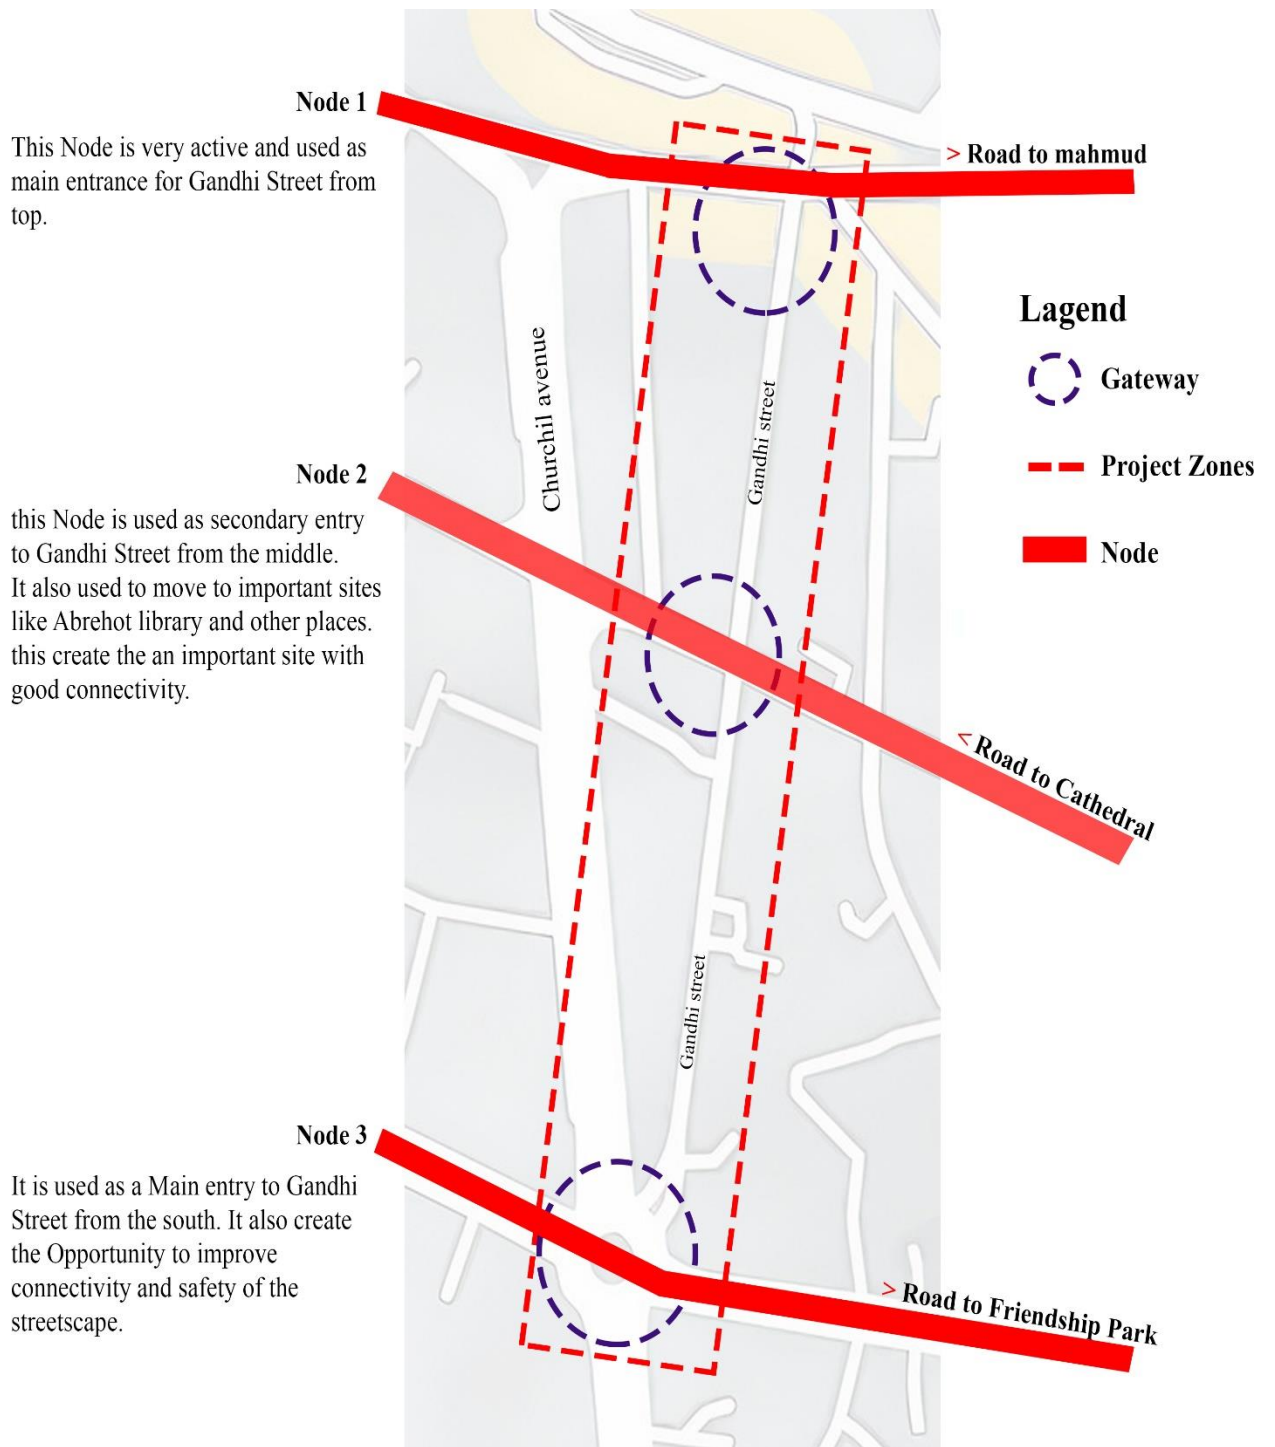 Node 1
This Node is very active and used as
main entrance for Gandhi Street from
top.
> Road to mahmud
Lagend
Gateway
Project Zones
Node
Churchil avenue
Gandhi street
Node 2
this Node is used as secondary entry
to Gandhi Street from the middle.
It also used to move to important sites
like Abrehot library and other places.
this create the an important site with
good connectivity.
< Road to Cathedral
Gandhi street
Node 3
It is used as a Main entry to Gandhi
Street from the south. It also create
the Opportunity to improve
connectivity and safety of the
streetscape.
> Road to Friendship Park